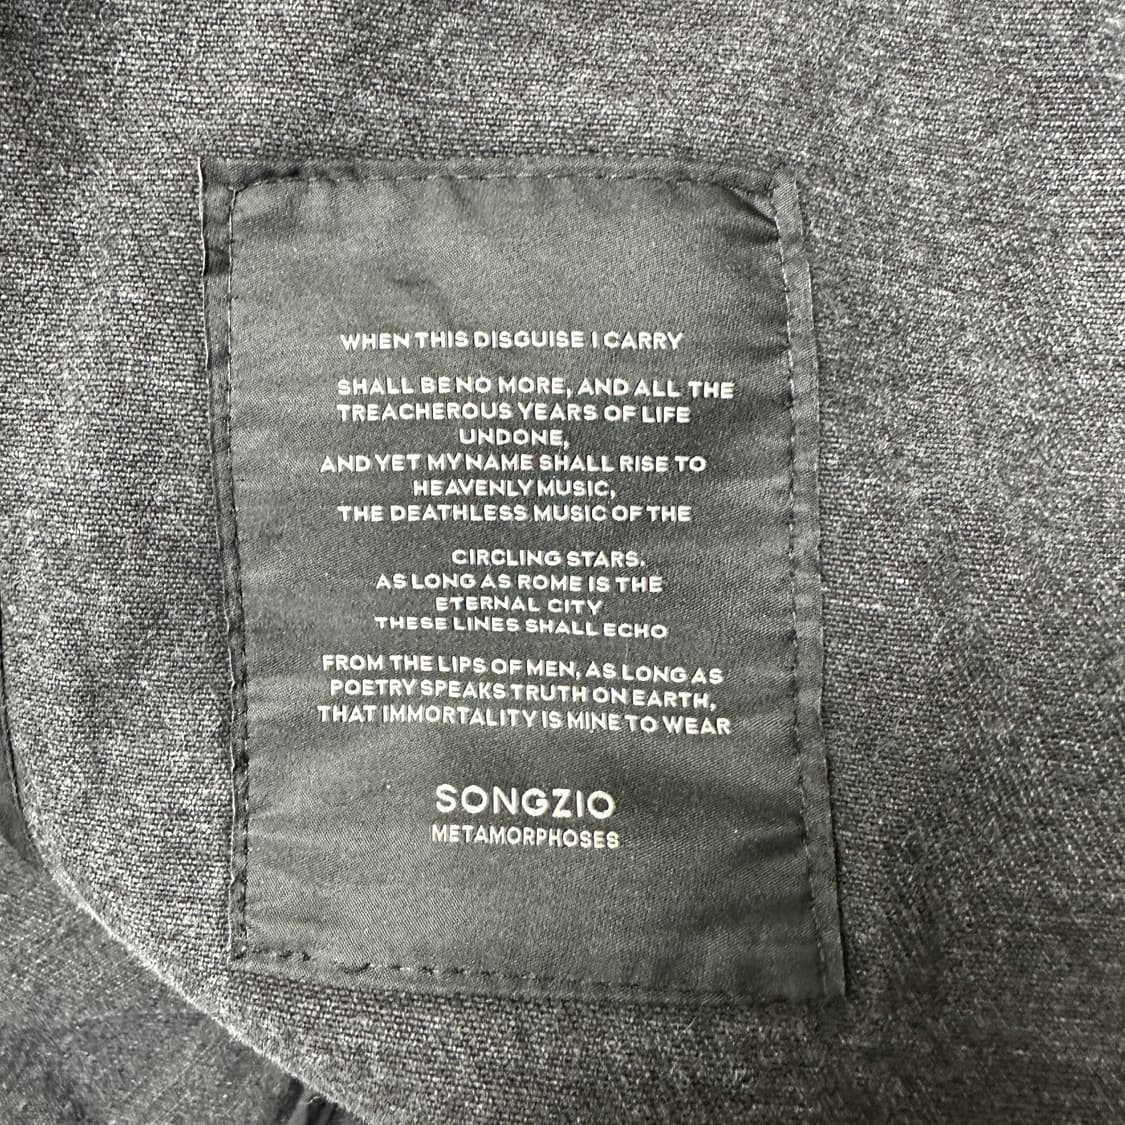 WHEN THIS DISGUISE I CARRY
SHALL BE NO MORE, AND ALL THE
TREACHEROUS YEARS OF LIFE
UNDONE,
AND YET MY NAME SHALL RISE TO
HEAVENLY MUSIC,
THE DEATHLESS MUSIC OF THE
CIRCLING STARS.
AS LONG AS ROME IS THE
ETERNAL CITY
THESE LINES SHALL ECHO
FROM THE LIPS OF MEN, AS LONG AS
POETRY SPEAKS TRUTH ON EARTH,
THAT IMMORTALITY IS MINE TO WEAR
SONGZIO
METAMORPHOSES